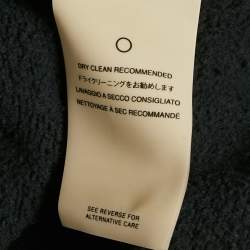 DRY CLEAN RECOMMENDED
ドライクリーニングをお勧めします
LAVAGGIO A SECCO CONSIGLIATO
NETTOYAGE À SEC RECOMMANDÉ
SEE REVERSE FOR
ALTERNATIVE CARE